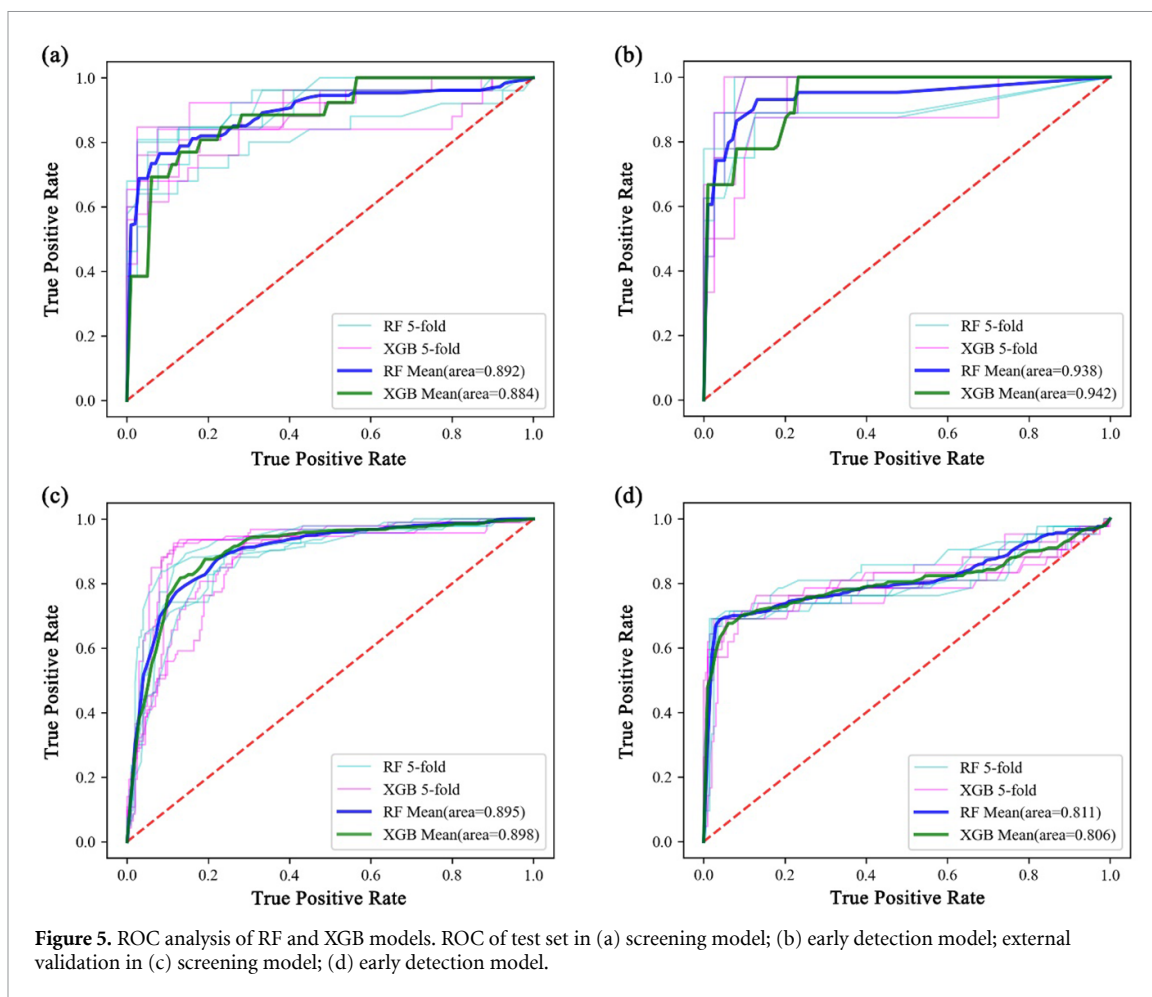 (a)
1.0
0.8
0.6
0.4
0.2
0.0
True Positive Rate
RF 5-fold
XGB 5-fold
RF Mean(area=0.892)
XGB Mean(area=0.884)
0.0 0.2 0.4 0.6 0.8 1.0
True Positive Rate
(b)
1.0
0.8
0.6
0.4
0.2
0.0
True Positive Rate
RF 5-fold
XGB 5-fold
RF Mean(area=0.938)
XGB Mean(area=0.942)
0.0 0.2 0.4 0.6 0.8 1.0
True Positive Rate
(c)
1.0
0.8
0.6
0.4
0.2
0.0
True Positive Rate
RF 5-fold
XGB 5-fold
RF Mean(area=0.895)
XGB Mean(area=0.898)
0.0 0.2 0.4 0.6 0.8 1.0
True Positive Rate
(d)
1.0
0.8
0.6
0.4
0.2
0.0
True Positive Rate
RF 5-fold
XGB 5-fold
RF Mean(area=0.811)
XGB Mean(area=0.806)
0.0 0.2 0.4 0.6 0.8 1.0
True Positive Rate
Figure 5. ROC analysis of RF and XGB models. ROC of test set in (a) screening model; (b) early detection model; external
validation in (c) screening model; (d) early detection model.